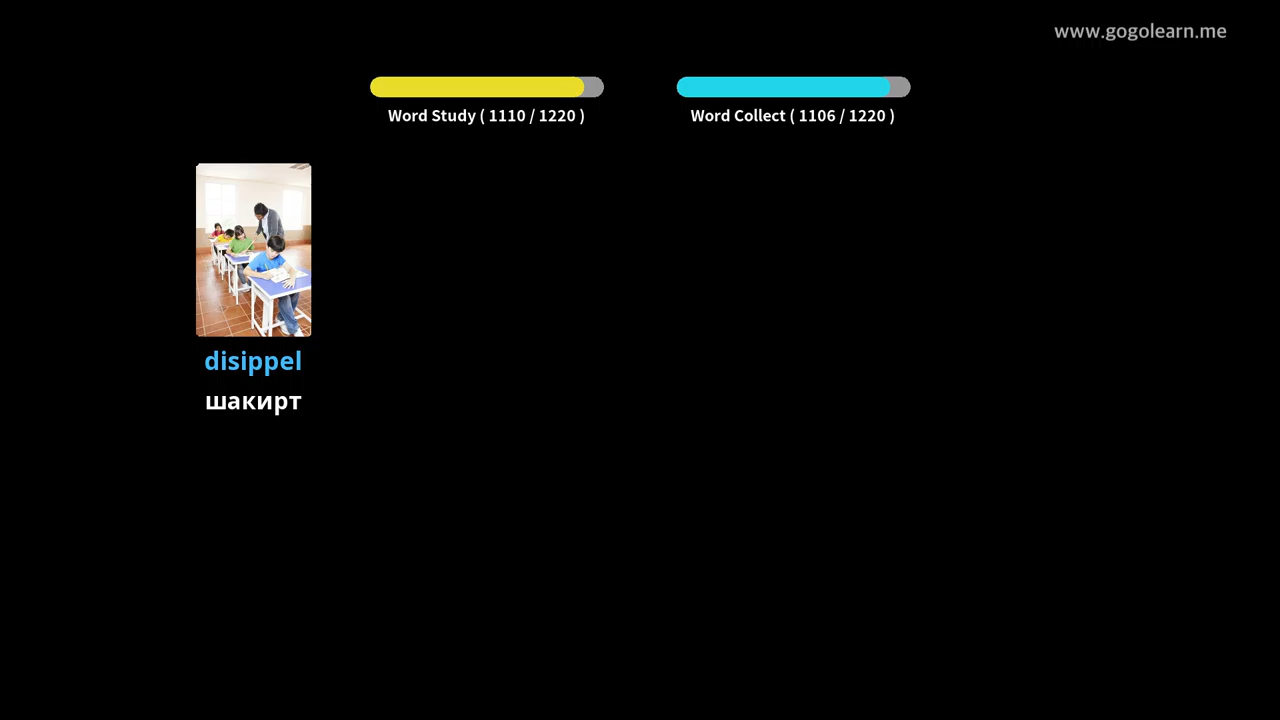 www.gogolearn.me
Word Study ( 1110 / 1220 )
Word Collect ( 1106 / 1220 )
disippel
шакирт